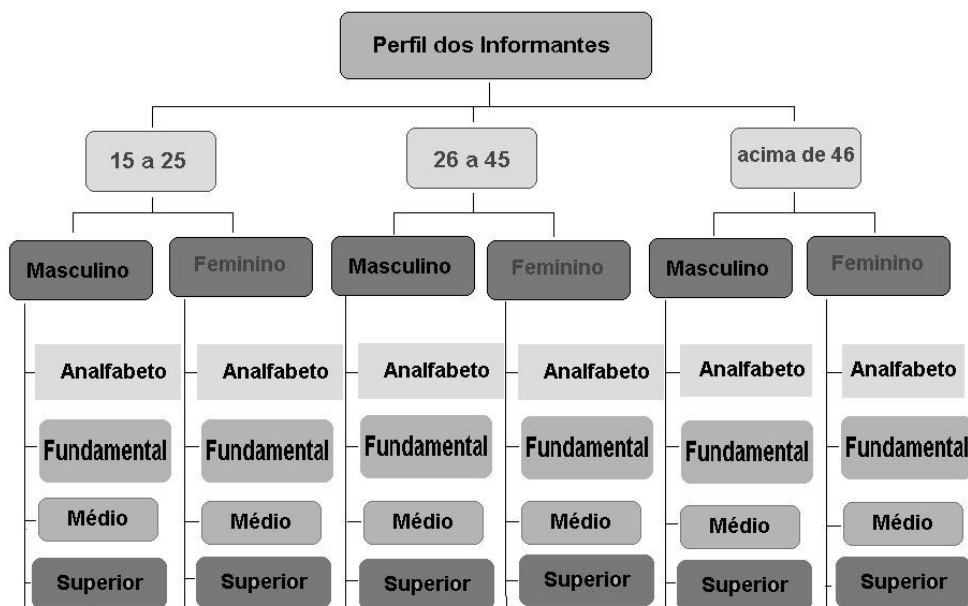 Perfil dos Informantes
15 a 25
26 a 45
acima de 46
Masculino
Feminino
Masculino
Feminino
Masculino
Feminino
Analfabeto
Analfabeto
Analfabeto
Analfabeto
Analfabeto
Analfabeto
Fundamental
Fundamental
Fundamental
Fundamental
Fundamental
Fundamental
Médio
Médio
Médio
Médio
Médio
Médio
Superior
Superior
Superior
Superior
Superior
Superior